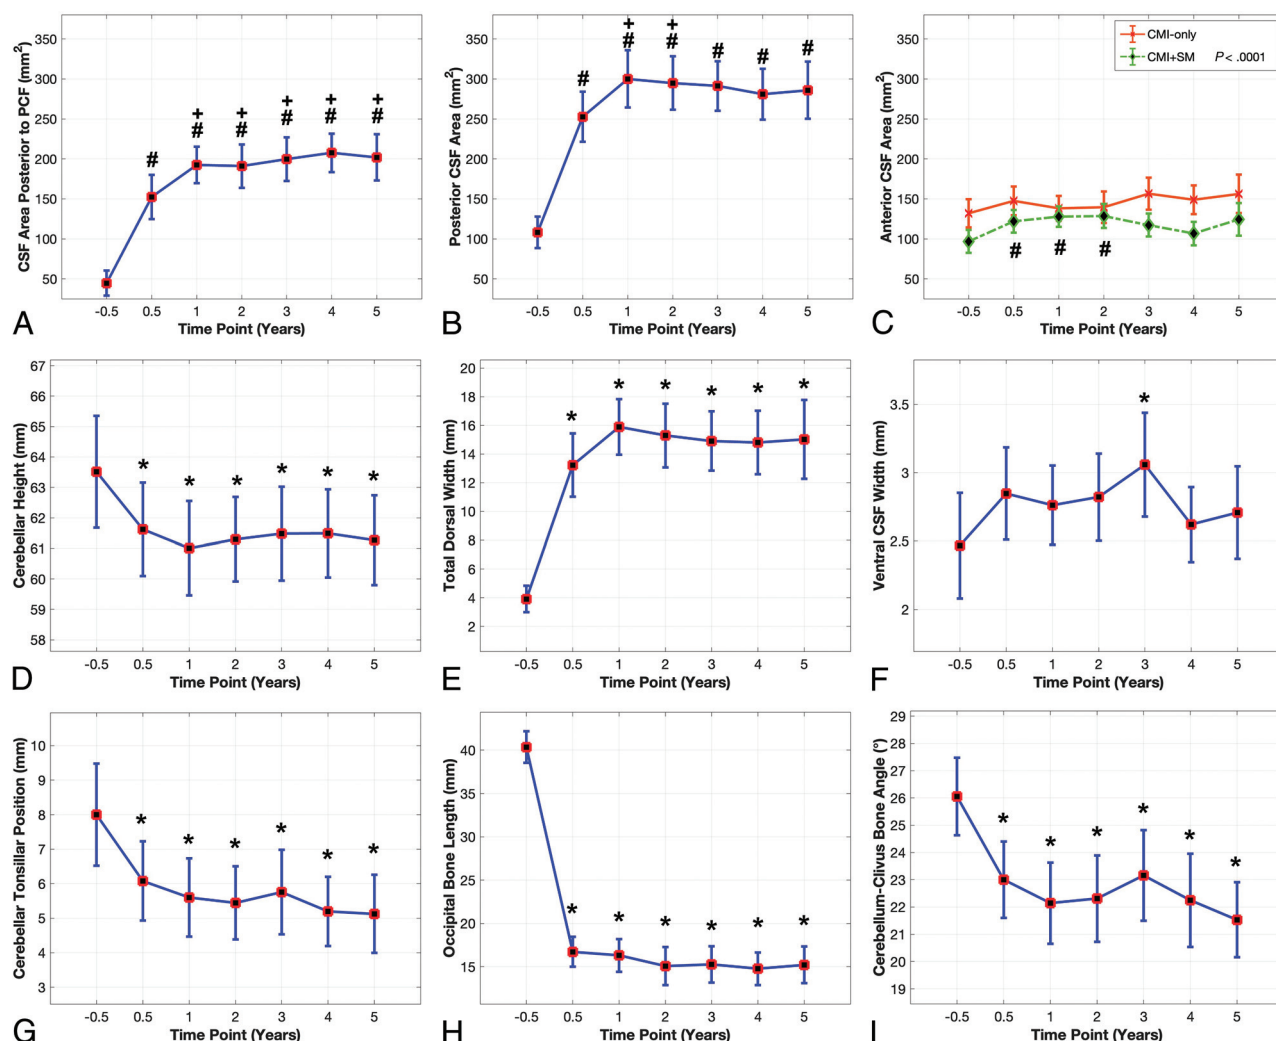 CSF Area Posterior to PCF (mm²)
350
300
250
200
150
100
50
+ + + + +
# # # # # #
-0.5 0.5 1 2 3 4 5
Time Point (Years)
A
Posterior CSF Area (mm²)
350
300
250
200
150
100
50
+ +
# # # # # #
-0.5 0.5 1 2 3 4 5
Time Point (Years)
B
Anterior CSF Area (mm²)
350
300
250
200
150
100
50
CMI-only
CMI+SM P< .0001
# # #
-0.5 0.5 1 2 3 4 5
Time Point (Years)
C
Cerebellar Height (mm)
67
66
65
64
63
62
61
60
59
58
* * * * * *
-0.5 0.5 1 2 3 4 5
Time Point (Years)
D
Total Dorsal Width (mm)
20
18
16
14
12
10
8
6
4
2
* * * * * *
-0.5 0.5 1 2 3 4 5
Time Point (Years)
E
Ventral CSF Width (mm)
3.5
3
2.5
2
*
-0.5 0.5 1 2 3 4 5
Time Point (Years)
F
Cerebellar Tonsillar Position (mm)
10
9
8
7
6
5
4
3
* * * * * *
-0.5 0.5 1 2 3 4 5
Time Point (Years)
G
Occipital Bone Length (mm)
40
35
30
25
20
15
* * * * * *
-0.5 0.5 1 2 3 4 5
Time Point (Years)
H
Cerebellum-Clivus Bone Angle (°)
29
28
27
26
25
24
23
22
21
20
19
* * * * * *
-0.5 0.5 1 2 3 4 5
Time Point (Years)
I